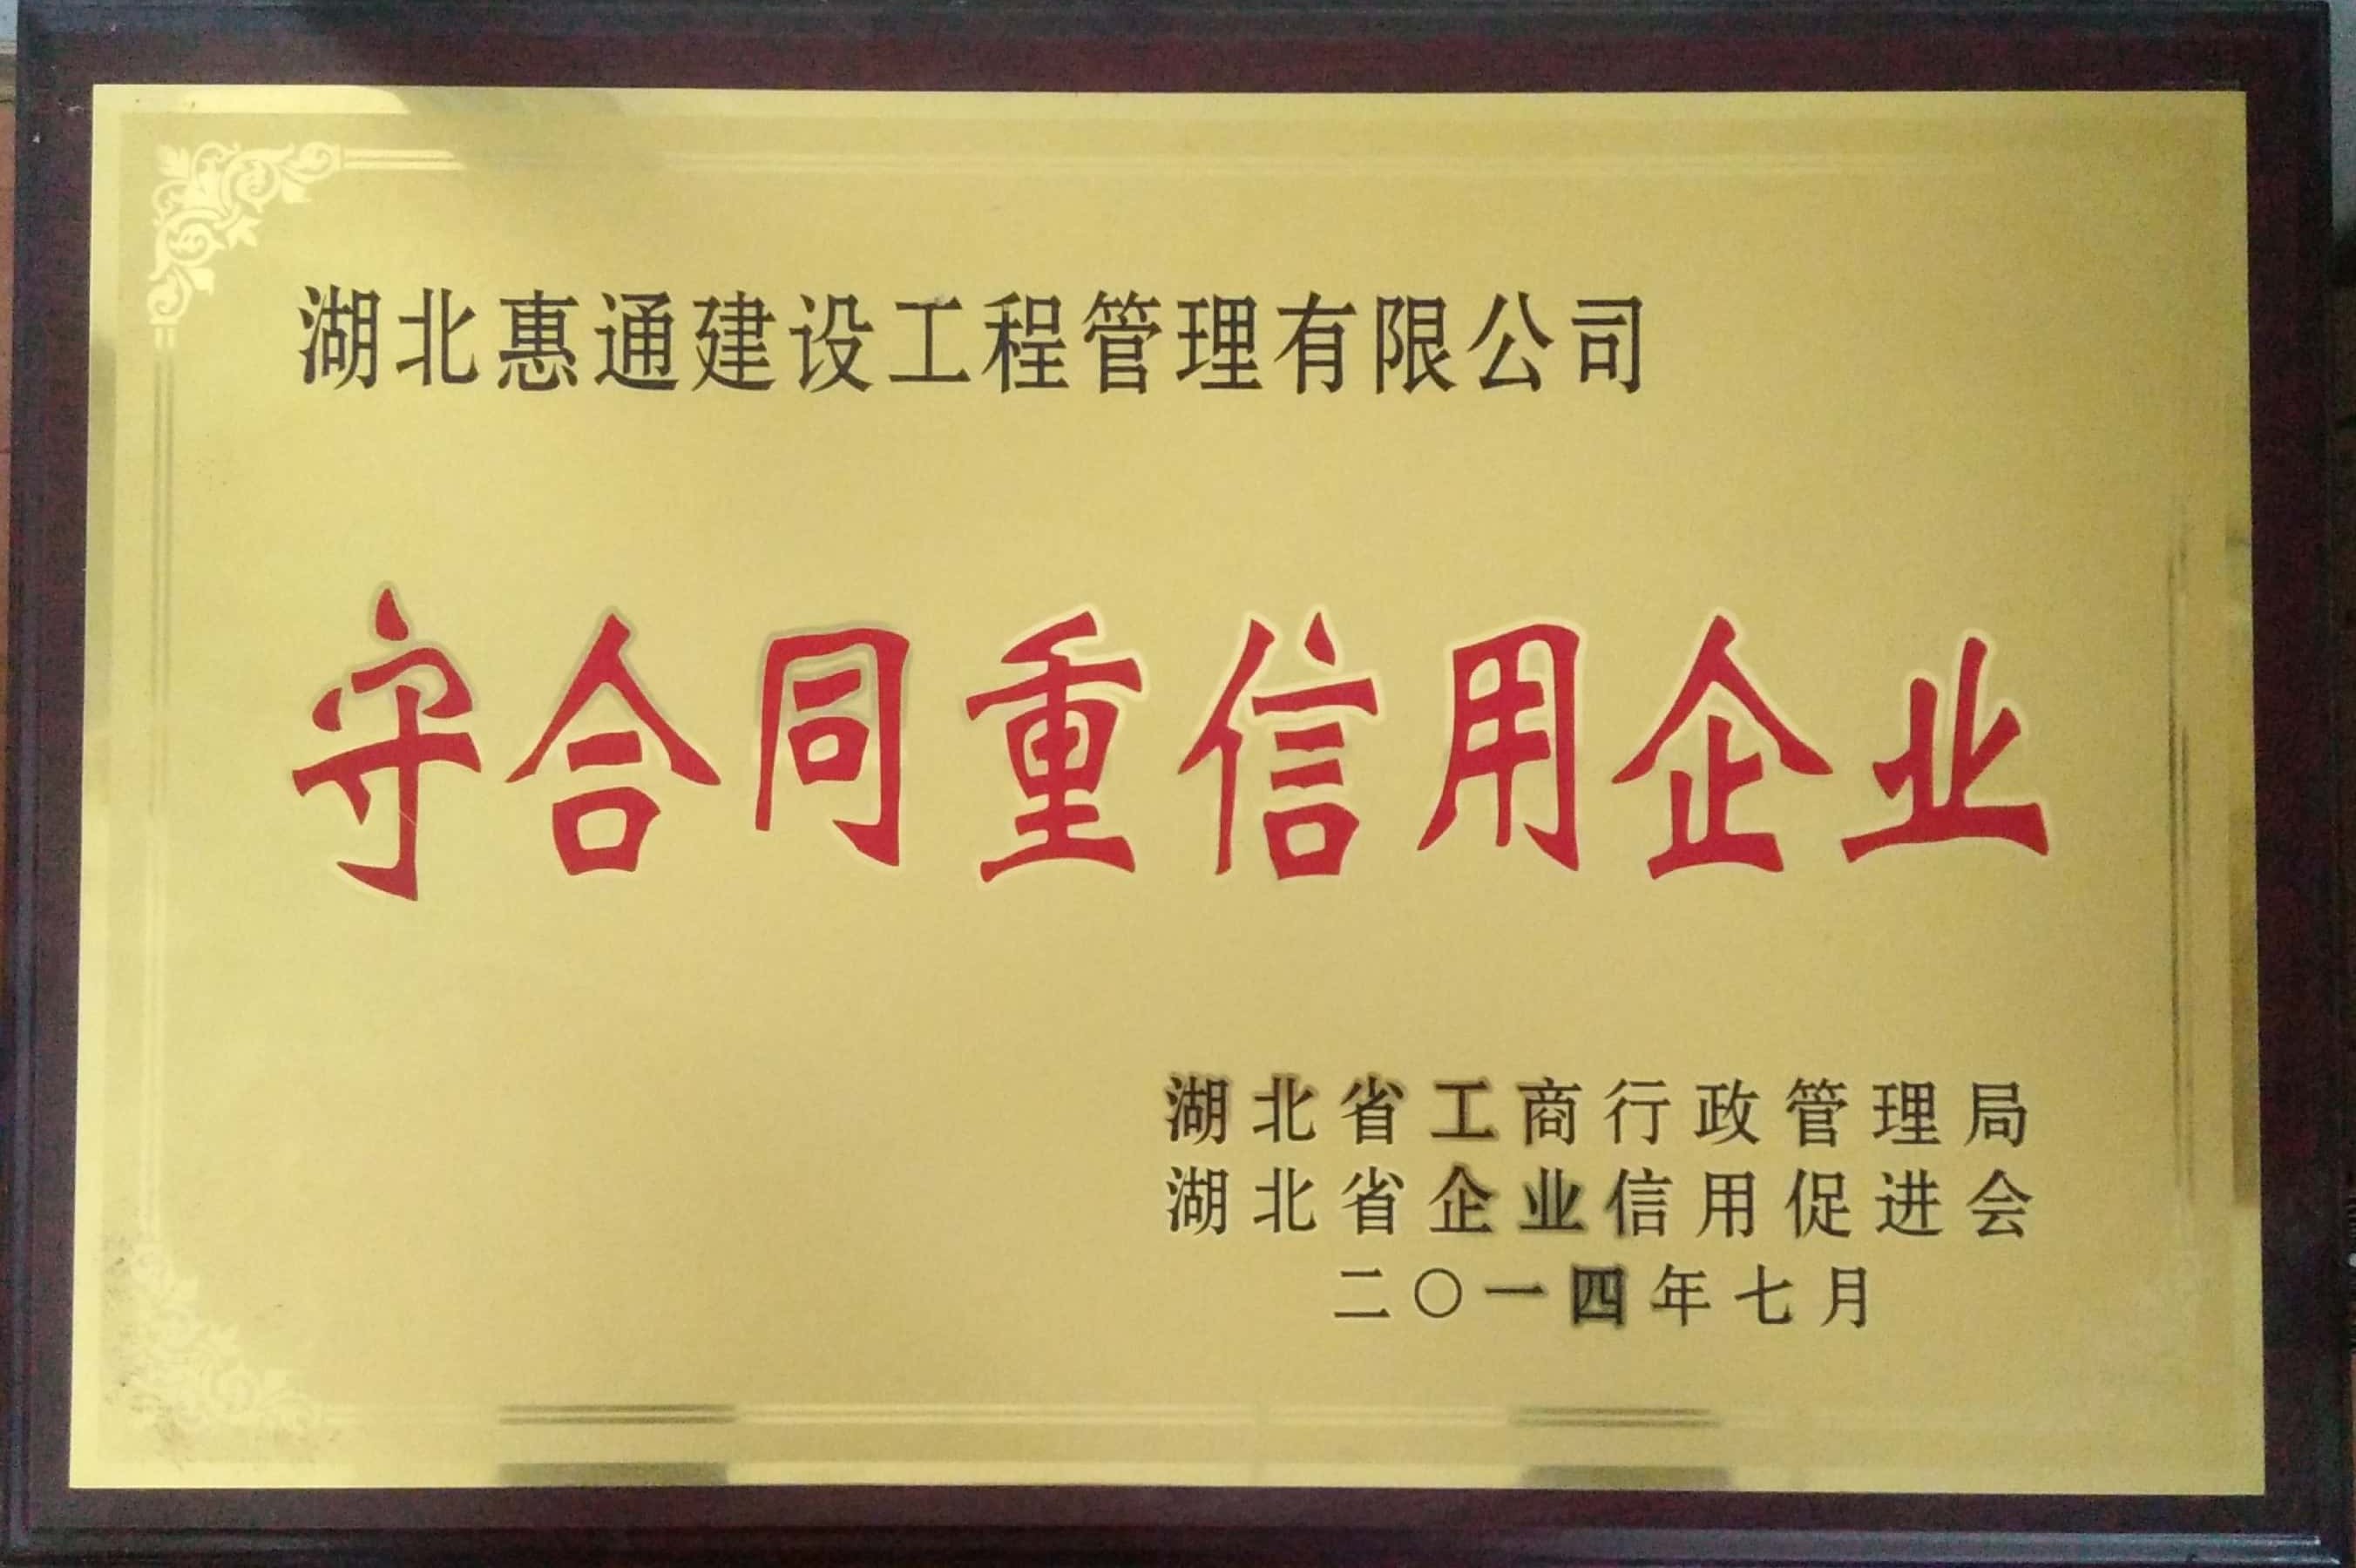 湖北惠通建设工程管理有限公司
守合同重信用企业
湖北省工商行政管理局
湖北省企业信用促进会
二〇一四年七月